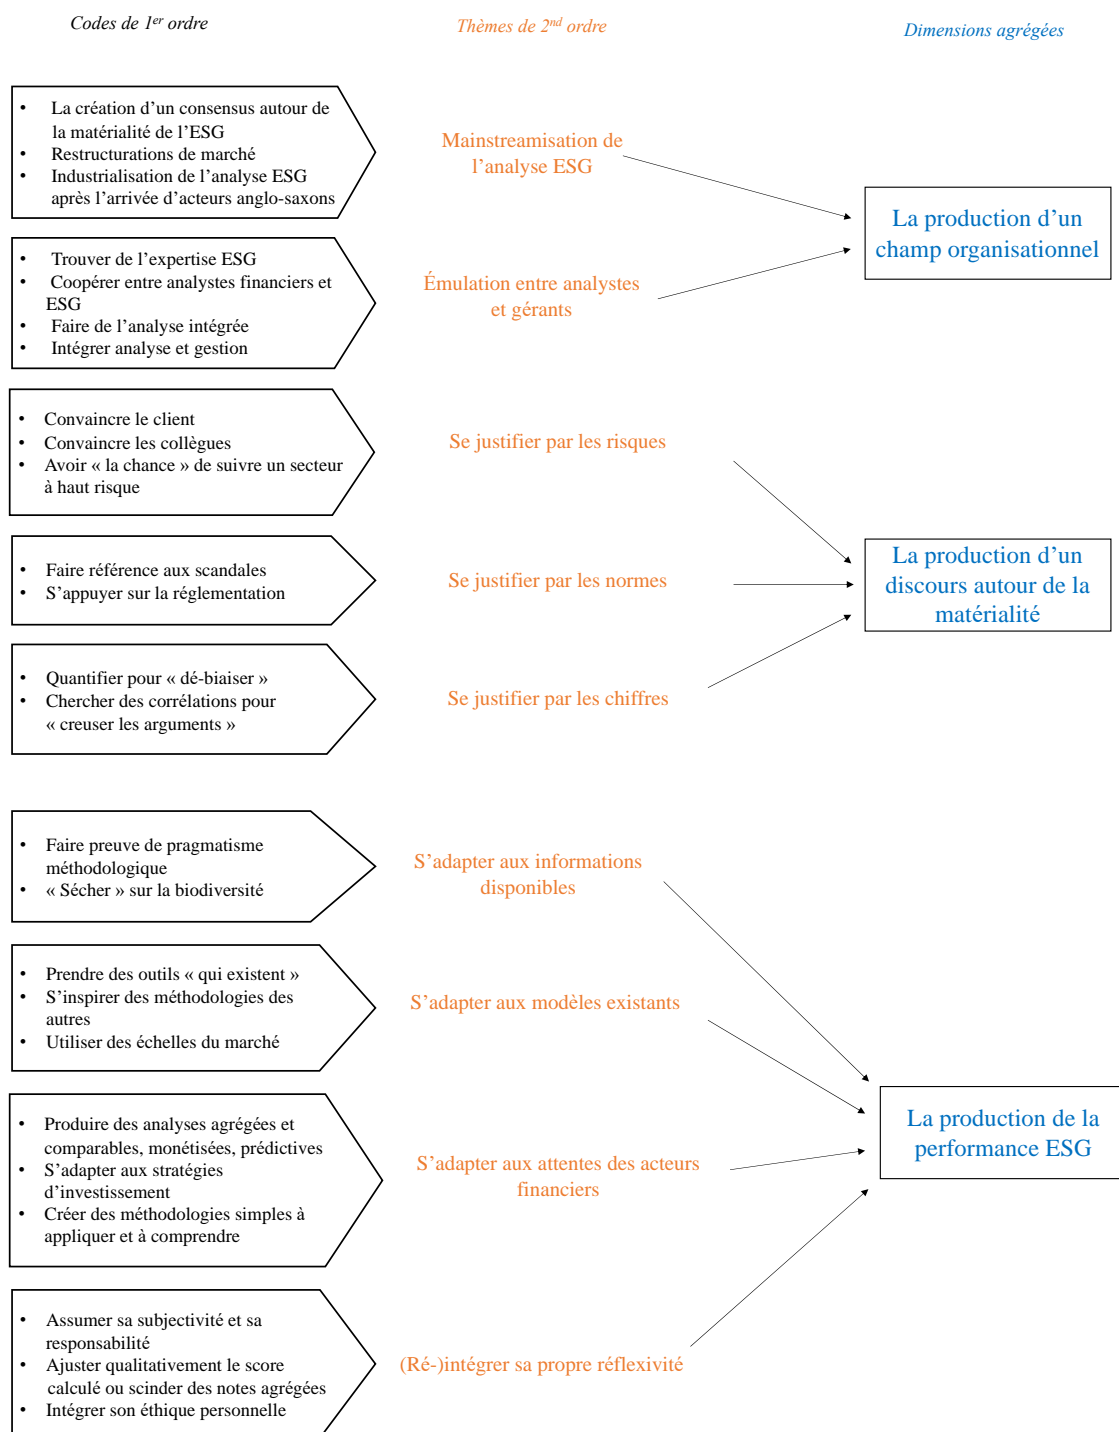 Codes de 1er ordre
Thèmes de 2nd ordre
Dimensions agrégées
• La création d’un consensus autour de
la matérialité de l’ESG
• Restructurations de marché
• Industrialisation de l’analyse ESG
après l’arrivée d’acteurs anglo-saxons
Mainstreamisation de
l’analyse ESG
La production d’un
champ organisationnel
• Trouver de l’expertise ESG
• Coopérer entre analystes financiers et
ESG
• Faire de l’analyse intégrée
• Intégrer analyse et gestion
Émulation entre analystes
et gérants
• Convaincre le client
• Convaincre les collègues
• Avoir « la chance » de suivre un secteur
à haut risque
Se justifier par les risques
• Faire référence aux scandales
• S’appuyer sur la réglementation
Se justifier par les normes
La production d’un
discours autour de la
matérialité
• Quantifier pour « dé-biaiser »
• Chercher des corrélations pour
« creuser les arguments »
Se justifier par les chiffres
• Faire preuve de pragmatisme
méthodologique
• « Sécher » sur la biodiversité
S’adapter aux informations
disponibles
• Prendre des outils « qui existent »
• S’inspirer des méthodologies des
autres
• Utiliser des échelles du marché
S’adapter aux modèles existants
• Produire des analyses agrégées et
comparables, monétisées, prédictives
• S’adapter aux stratégies
d’investissement
• Créer des méthodologies simples à
appliquer et à comprendre
S’adapter aux attentes des acteurs
financiers
La production de la
performance ESG
• Assumer sa subjectivité et sa
responsabilité
• Ajuster qualitativement le score
calculé ou scinder des notes agrégées
• Intégrer son éthique personnelle
(Ré-)intégrer sa propre réflexivité